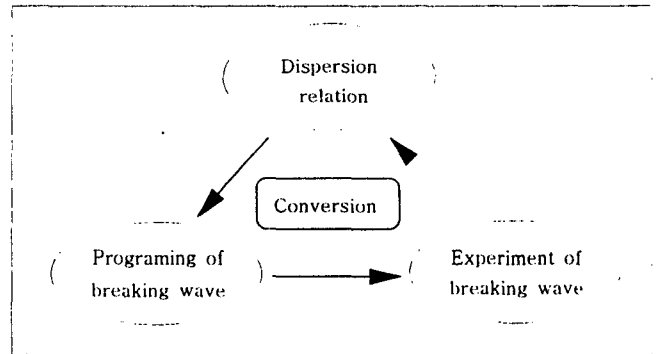 Dispersion
relation
Conversion
Programing of
breaking wave
Experiment of
breaking wave